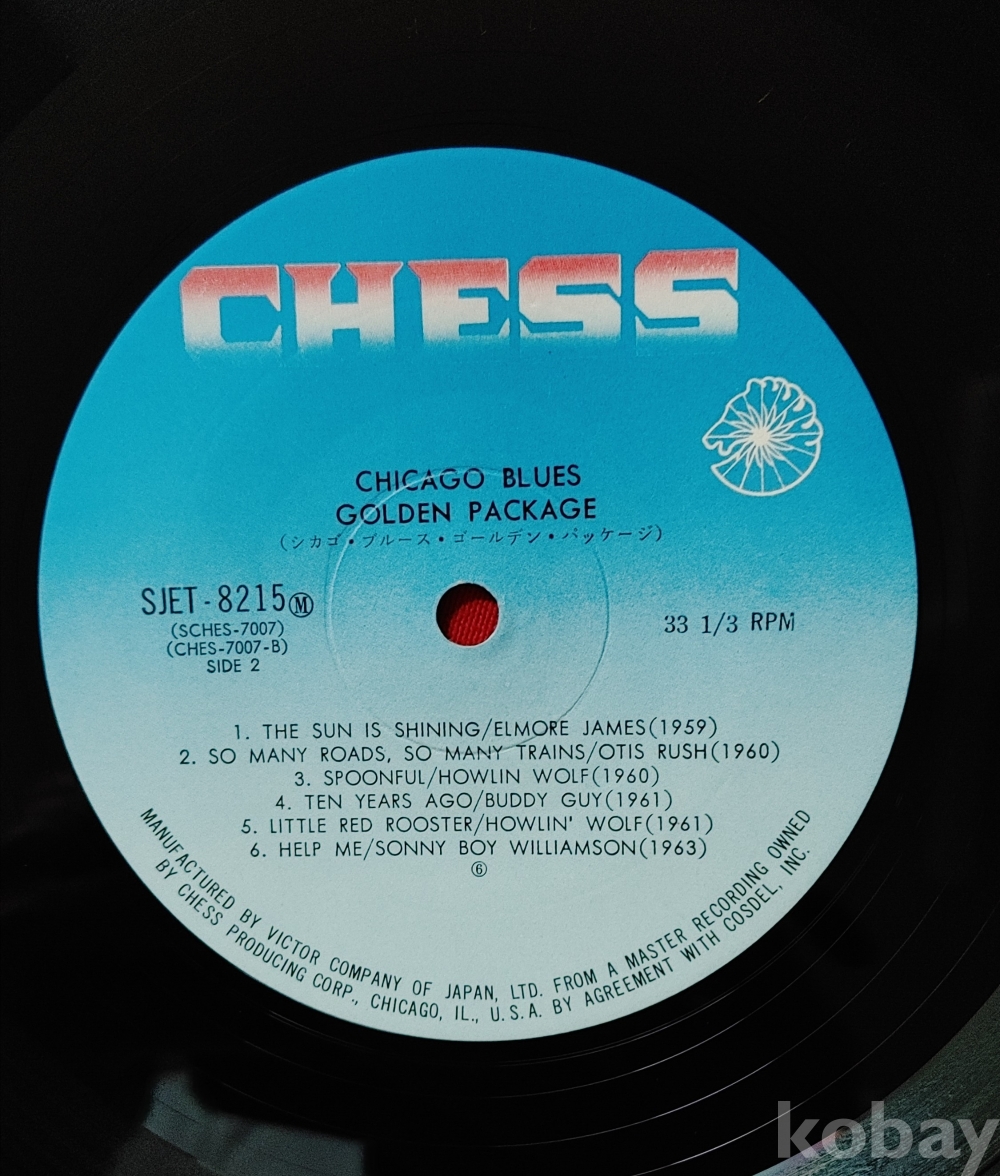 CHESS
CHICAGO BLUES
GOLDEN PACKAGE
(シカゴ・ブルース・ゴールデン・パッケージ)
SJET-8215Ⓜ
(SCHES-7007)
(CHES-7007-B)
SIDE 2
33 1/3 RPM
1. THE SUN IS SHINING/ELMORE JAMES(1959)
2. SO MANY ROADS, SO MANY TRAINS/OTIS RUSH(1960)
3. SPOONFUL/HOWLIN WOLF(1960)
4. TEN YEARS AGO/BUDDY GUY(1961)
5. LITTLE RED ROOSTER/HOWLIN' WOLF(1961)
6. HELP ME/SONNY BOY WILLIAMSON(1963)
⑥
MANUFACTURED BY VICTOR COMPANY OF JAPAN, LTD. FROM A MASTER RECORDING OWNED
BY CHESS PRODUCING CORP., CHICAGO, IL., U.S.A. BY AGREEMENT WITH COSDEL, INC.
kobay